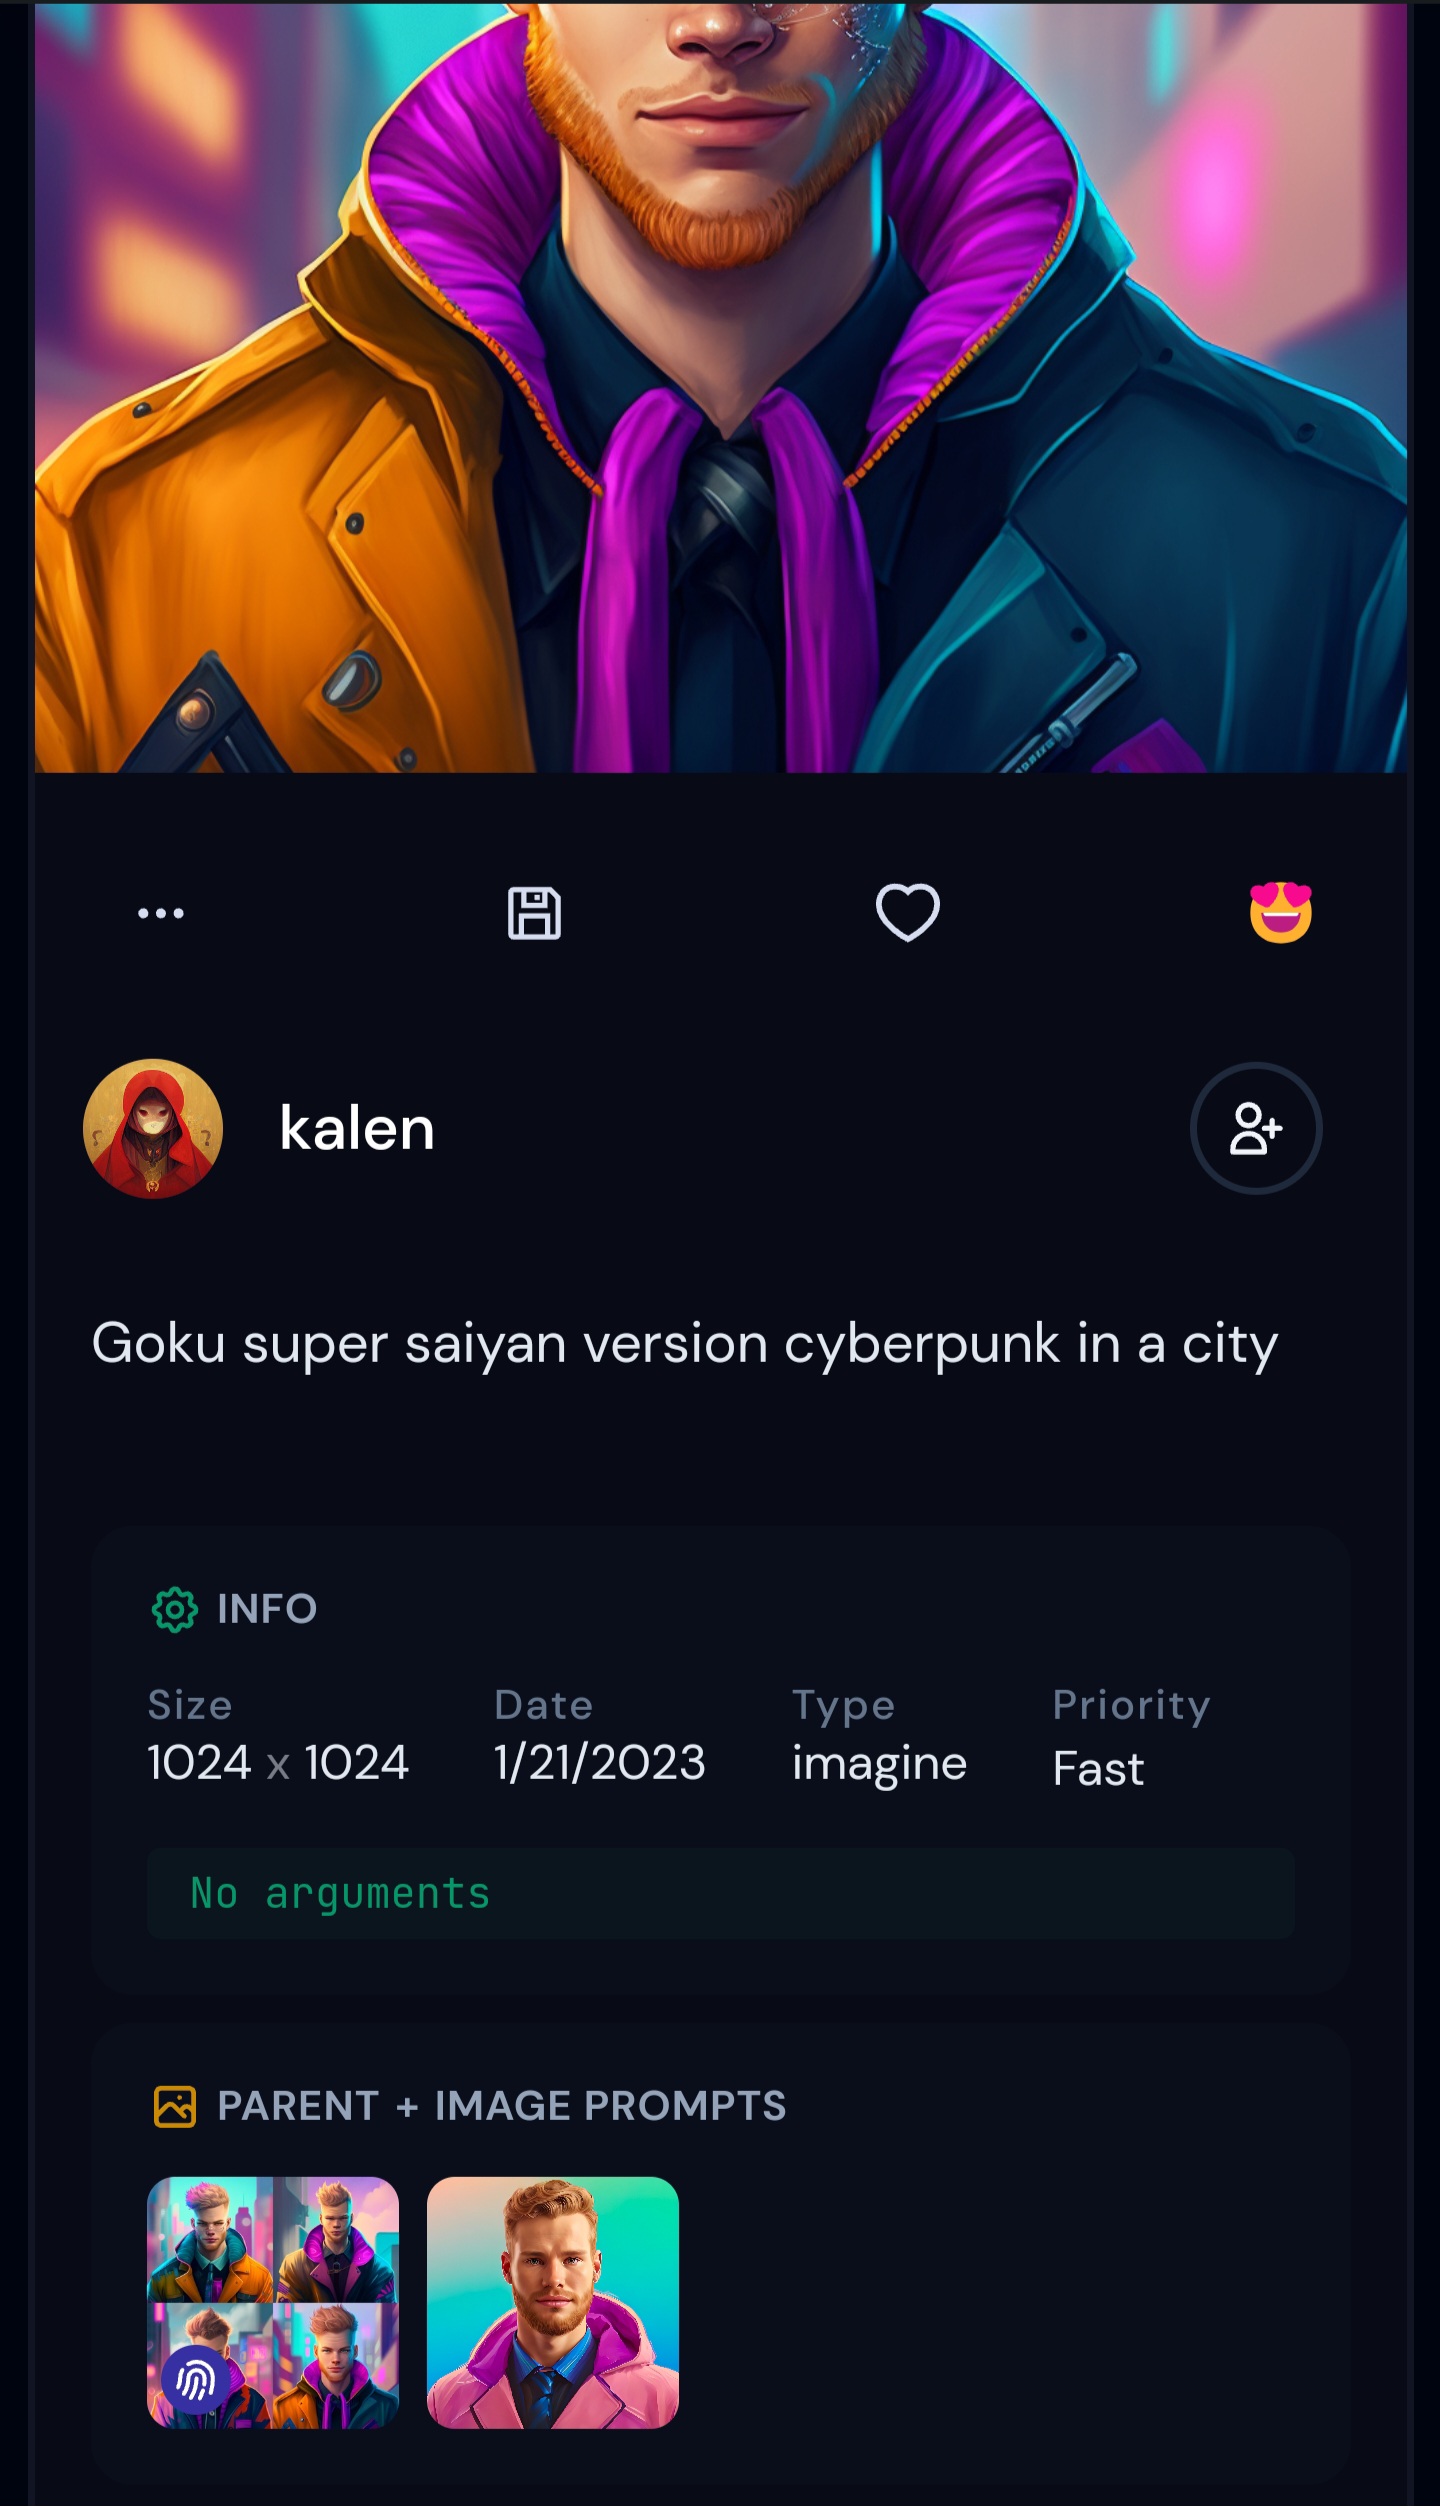 kalen
Goku super saiyan version cyberpunk in a city
INFO
Size Date Type Priority
1024 x 1024 1/21/2023 imagine Fast
No arguments
PARENT + IMAGE PROMPTS